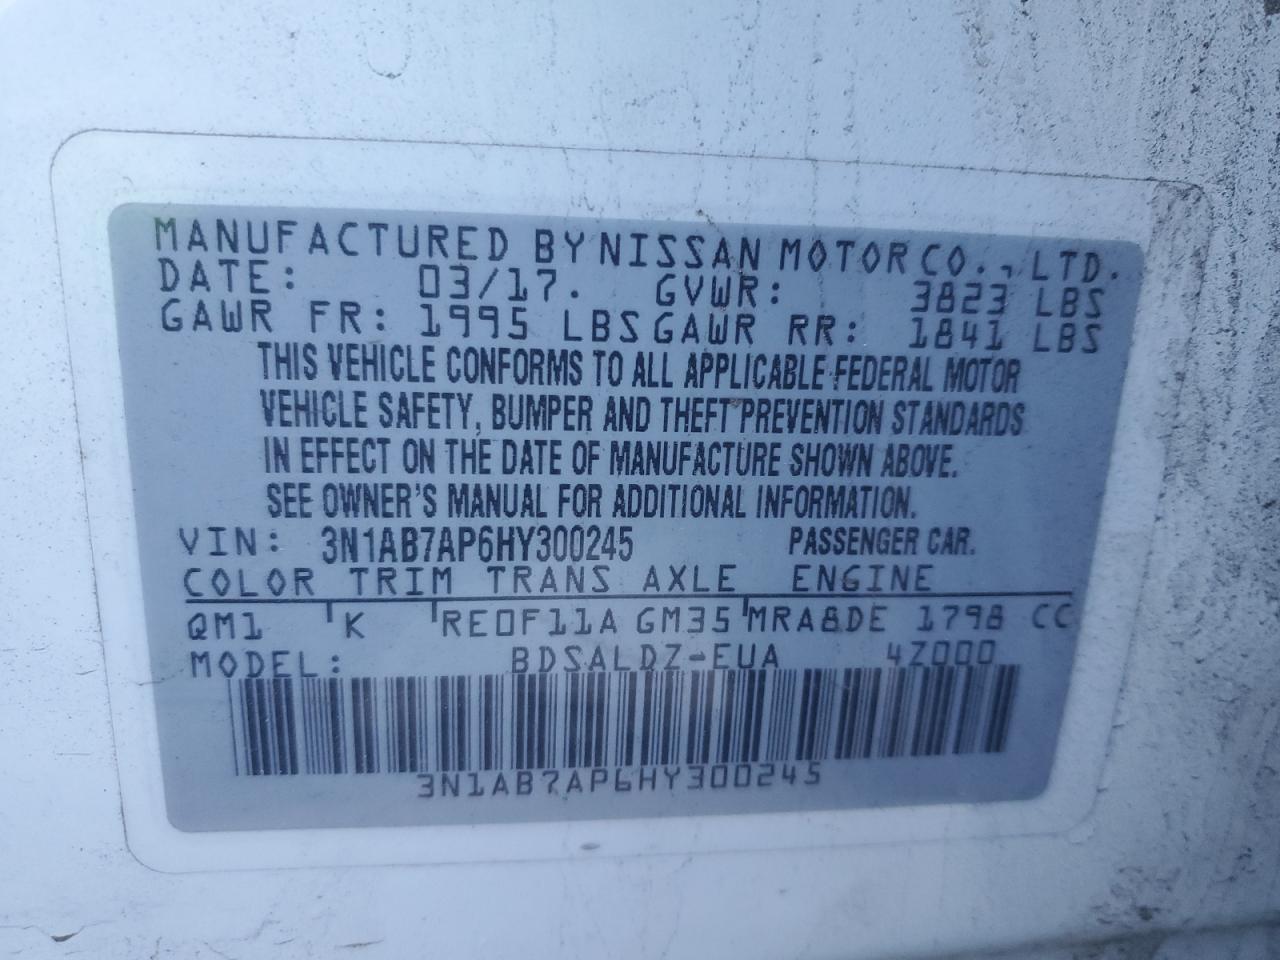 MANUFACTURED BY NISSAN MOTOR CO., LTD.
DATE: 03/17. GVWR: 3823 LBS
GAWR FR: 1995 LBS GAWR RR: 1841 LBS
THIS VEHICLE CONFORMS TO ALL APPLICABLE FEDERAL MOTOR
VEHICLE SAFETY, BUMPER AND THEFT PREVENTION STANDARDS
IN EFFECT ON THE DATE OF MANUFACTURE SHOWN ABOVE.
SEE OWNER'S MANUAL FOR ADDITIONAL INFORMATION.
VIN: 3N1AB7AP6HY300245 PASSENGER CAR.
COLOR TRIM TRANS AXLE ENGINE
QM1 K RE0F11A GM35 MRA8DE 1798 CC
MODEL: BDSALDZ-EUA 4Z000
3N1AB7AP6HY300245